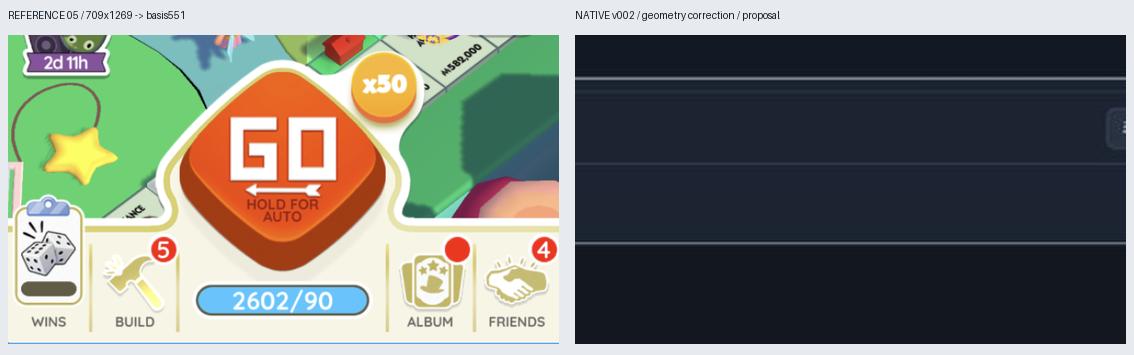 REFERENCE 05 / 709x1269 -> basis551
NATIVE v002 / geometry correction / proposal
2d 11h
₩582,000
x50
GO
HOLD FOR
AUTO
5
4
2602/90
WINS
BUILD
ALBUM
FRIENDS